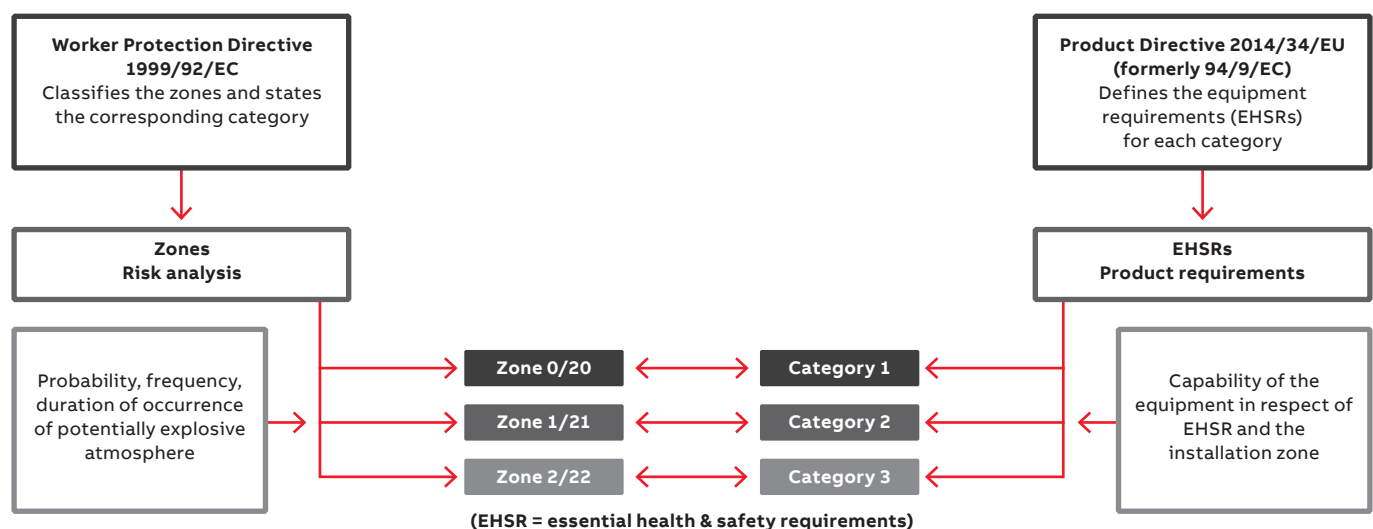 Worker Protection Directive
1999/92/EC
Classifies the zones and states
the corresponding category
Product Directive 2014/34/EU
(formerly 94/9/EC)
Defines the equipment
requirements (EHSRs)
for each category
Zones
Risk analysis
EHSRs
Product requirements
Probability, frequency,
duration of occurrence
of potentially explosive
atmosphere
Zone 0/20
Category 1
Zone 1/21
Category 2
Zone 2/22
Category 3
Capability of the
equipment in respect of
EHSR and the
installation zone
(EHSR = essential health & safety requirements)